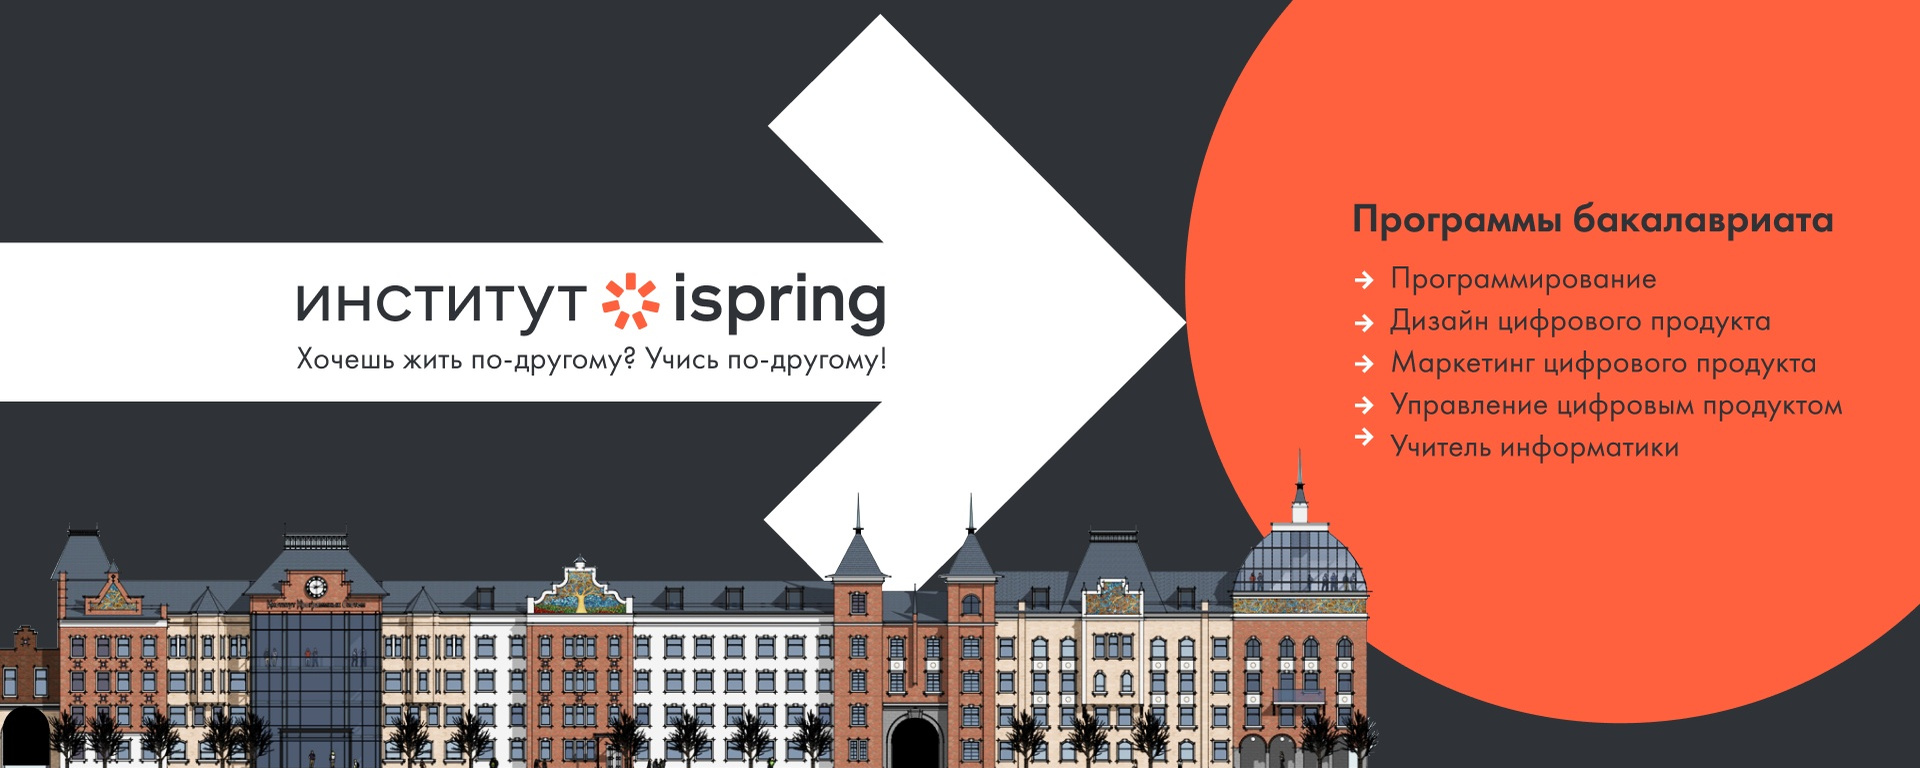 институт ispring
Хочешь жить по-другому? Учись по-другому!
Программы бакалавриата
Программирование
Дизайн цифрового продукта
Маркетинг цифрового продукта
Управление цифровым продуктом
Учитель информатики